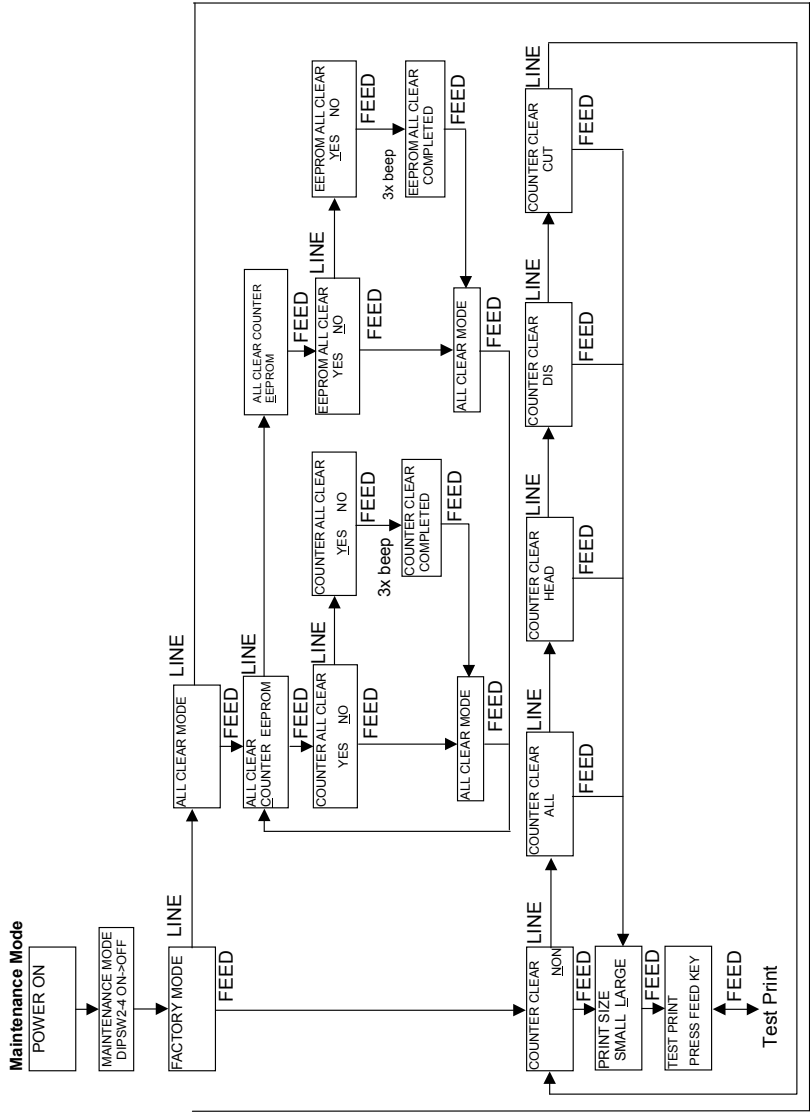 Maintenance Mode
POWER ON
MAINTENANCE MODE
DIPSW2-4 ON->OFF
FACTORY MODE
LINE
FEED
ALL CLEAR MODE
LINE
FEED
ALL CLEAR
COUNTER EEPROM
LINE
FEED
ALL CLEAR COUNTER
EEPROM
FEED
COUNTER ALL CLEAR
YES NO
LINE
FEED
COUNTER ALL CLEAR
YES NO
FEED
3x beep
COUNTER CLEAR
COMPLETED
FEED
ALL CLEAR MODE
FEED
EEPROM ALL CLEAR
YES NO
LINE
FEED
EEPROM ALL CLEAR
YES NO
FEED
3x beep
EEPROM ALL CLEAR
COMPLETED
FEED
ALL CLEAR MODE
FEED
COUNTER CLEAR
NON
LINE
FEED
COUNTER CLEAR
ALL
LINE
FEED
COUNTER CLEAR
HEAD
LINE
FEED
COUNTER CLEAR
DIS
LINE
FEED
COUNTER CLEAR
CUT
LINE
FEED
PRINT SIZE
SMALL LARGE
FEED
TEST PRINT
PRESS FEED KEY
FEED
Test Print